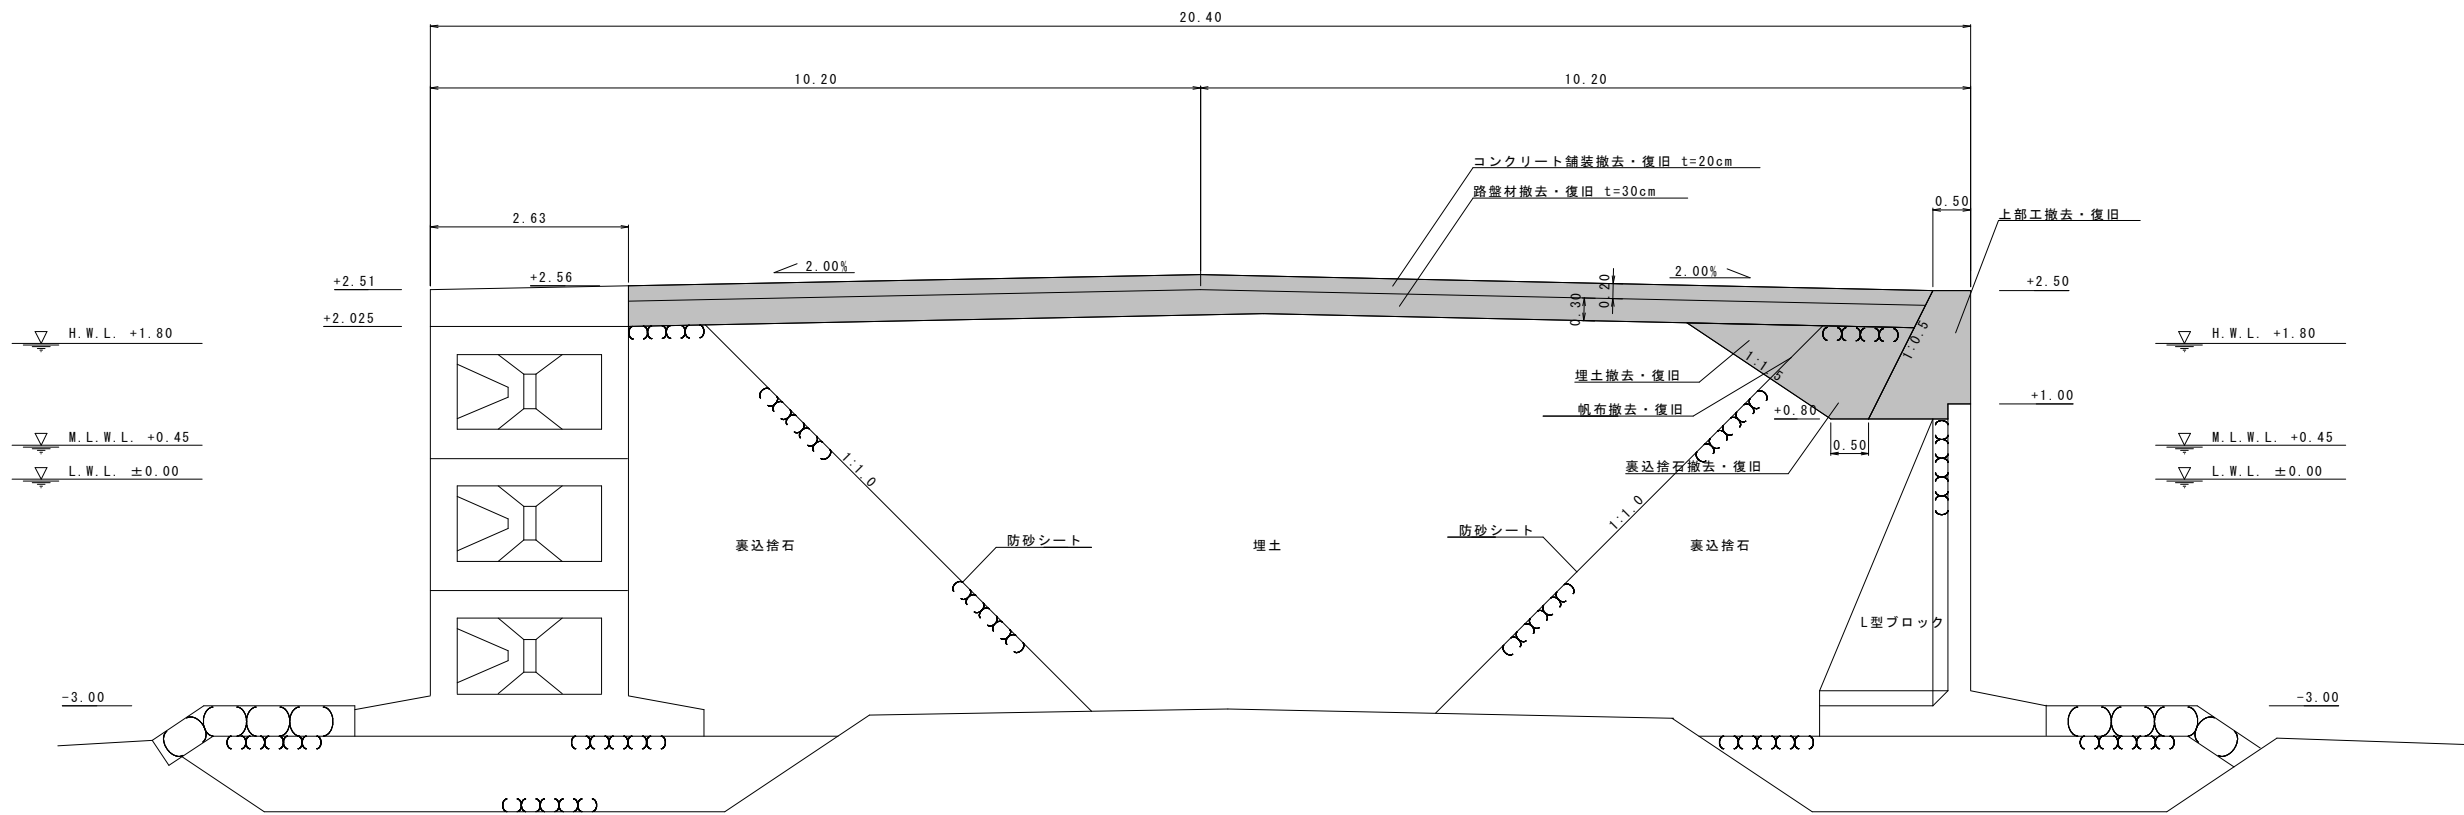 20.40
10.20
10.20
コンクリート舗装撤去・復旧 t=20cm
路盤材撤去・復旧 t=30cm
0.50
上部工撤去・復旧
2.63
2.00%
2.00%
+2.51
+2.56
0.20
0.30
+2.50
+2.025
H.W.L. +1.80
1:0.5
H.W.L. +1.80
1:1.5
埋土撤去・復旧
帆布撤去・復旧
+0.80
+1.00
M.L.W.L. +0.45
0.50
M.L.W.L. +0.45
L.W.L. ±0.00
1:1.0
裏込捨石撤去・復旧
L.W.L. ±0.00
1:1.0
防砂シート
防砂シート
裏込捨石
埋土
裏込捨石
L型ブロック
-3.00
-3.00